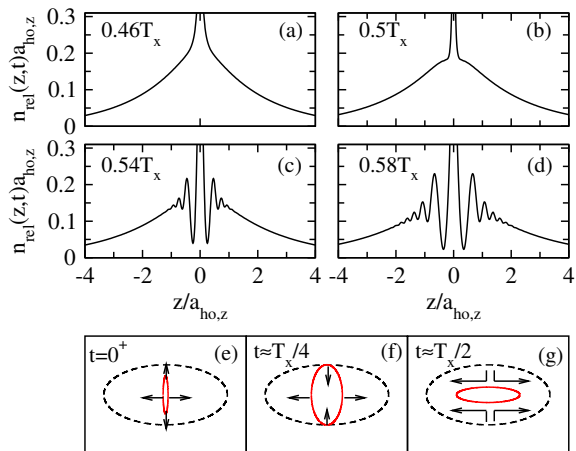 0.3
0.2
0.1
0
n_rel(z,t)a_ho,z
0.46T_x
(a)
0.5T_x
(b)
0.3
0.2
0.1
0
n_rel(z,t)a_ho,z
0.54T_x
(c)
0.58T_x
(d)
-4 -2 0 2 4
-4 -2 0 2 4
z/a_ho,z
z/a_ho,z
t=0⁺
(e)
t≈T_x/4
(f)
t≈T_x/2
(g)